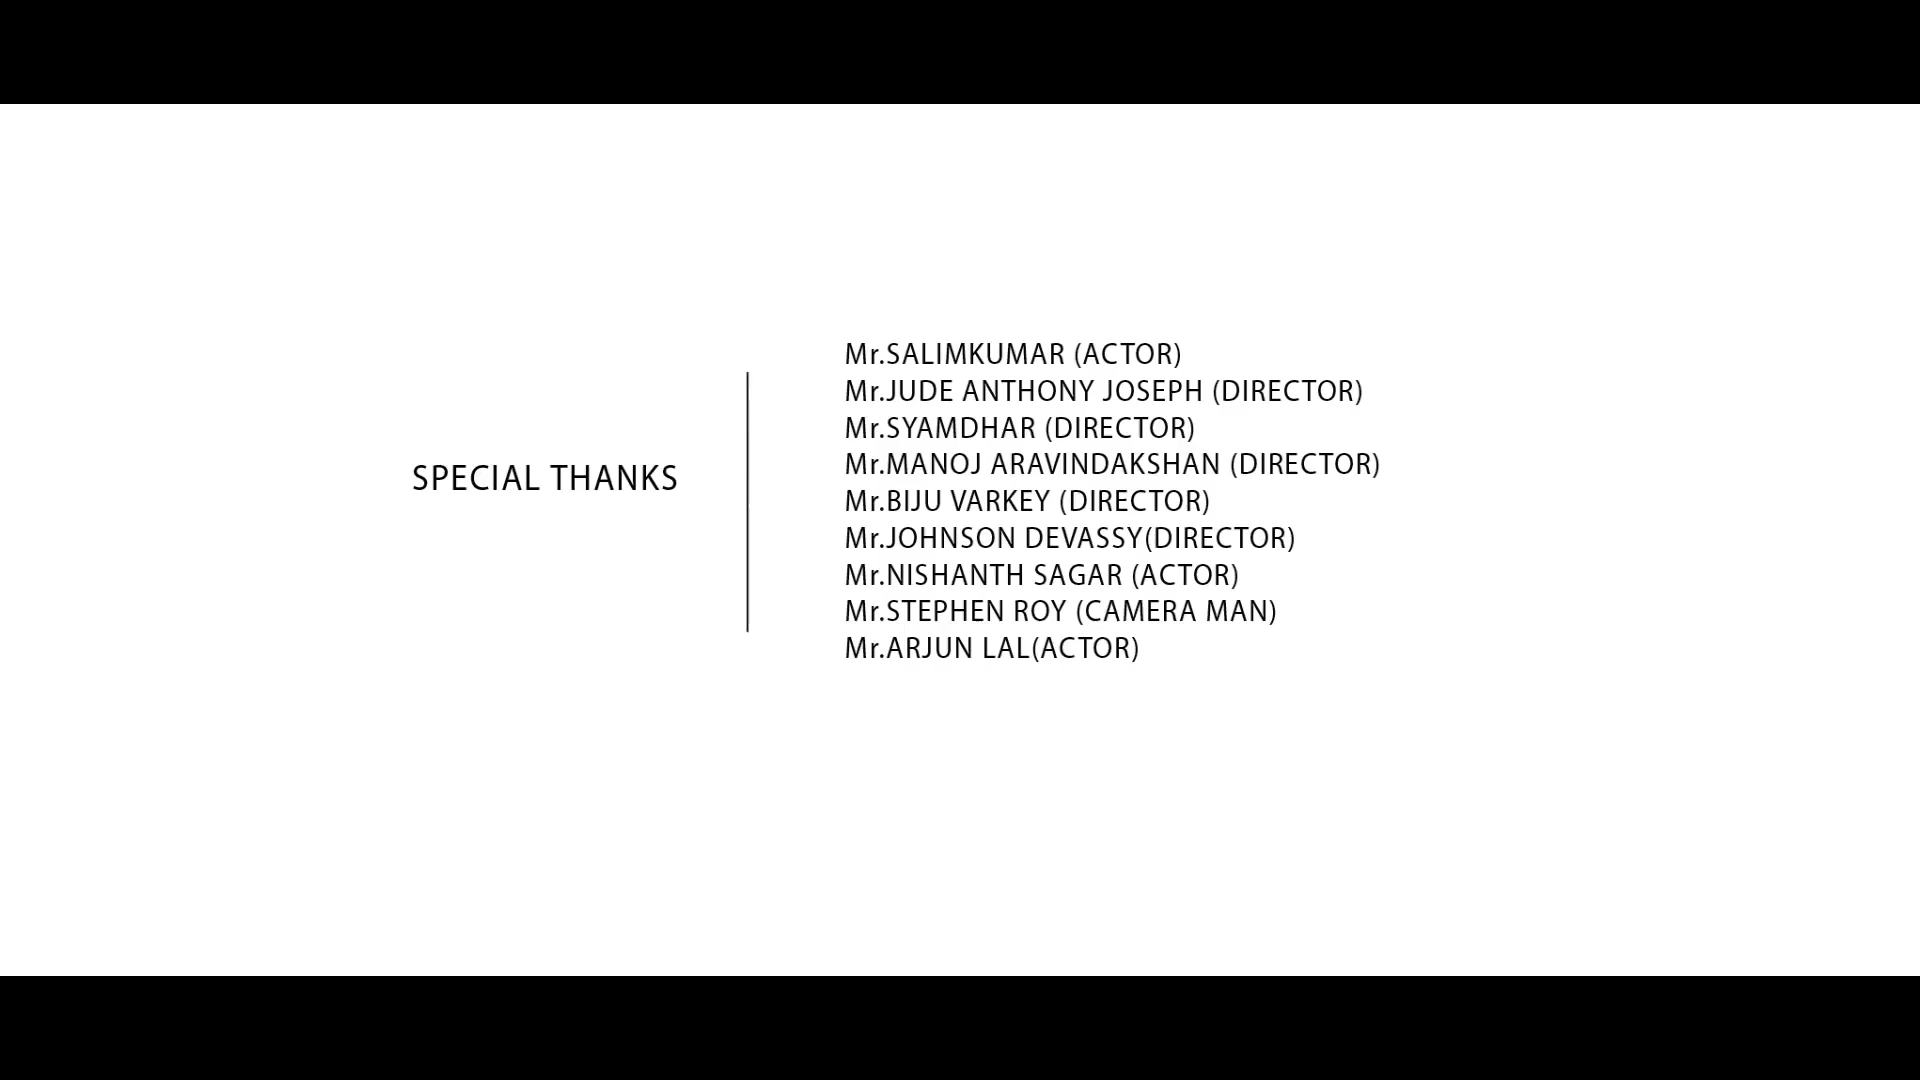 SPECIAL THANKS
Mr.SALIMKUMAR (ACTOR)
Mr.JUDE ANTHONY JOSEPH (DIRECTOR)
Mr.SYAMDHAR (DIRECTOR)
Mr.MANOJ ARAVINDAKSHAN (DIRECTOR)
Mr.BIJU VARKEY (DIRECTOR)
Mr.JOHNSON DEVASSY(DIRECTOR)
Mr.NISHANTH SAGAR (ACTOR)
Mr.STEPHEN ROY (CAMERA MAN)
Mr.ARJUN LAL(ACTOR)